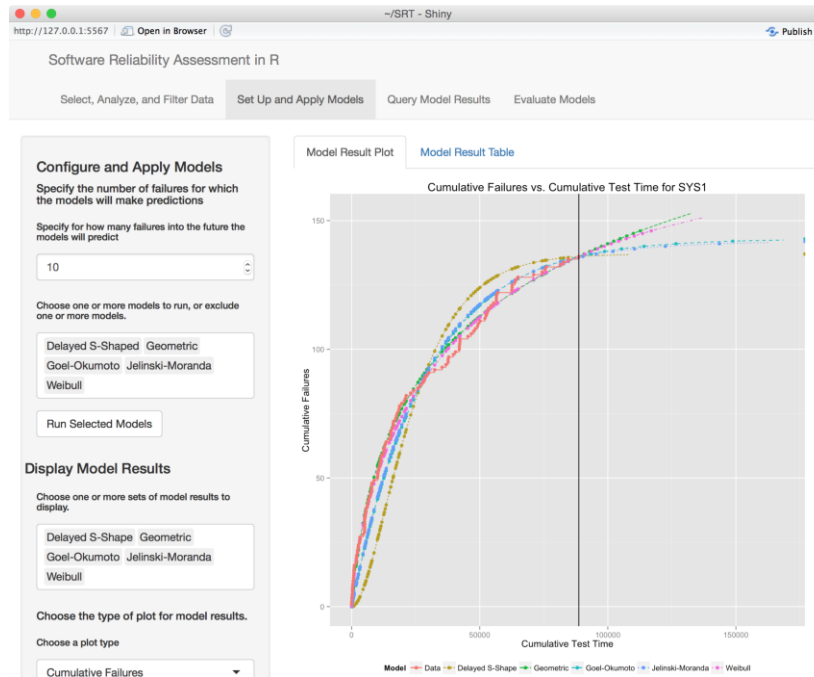 ~/SRT - Shiny
http://127.0.0.1:5567 Open in Browser Publish
Software Reliability Assessment in R
Select, Analyze, and Filter Data Set Up and Apply Models Query Model Results Evaluate Models
Configure and Apply Models
Specify the number of failures for which
the models will make predictions
Specify for how many failures into the future the
models will predict
10
Choose one or more models to run, or exclude
one or more models.
Delayed S-Shaped Geometric
Goel-Okumoto Jelinski-Moranda
Weibull
Run Selected Models
Display Model Results
Choose one or more sets of model results to
display.
Delayed S-Shape Geometric
Goel-Okumoto Jelinski-Moranda
Weibull
Choose the type of plot for model results.
Choose a plot type
Cumulative Failures
Model Result Plot Model Result Table
Cumulative Failures vs. Cumulative Test Time for SYS1
150
100
50
0
Cumulative Failures
0 50000 100000 150000
Cumulative Test Time
Model Data Delayed S-Shape Geometric Goel-Okumoto Jelinski-Moranda Weibull